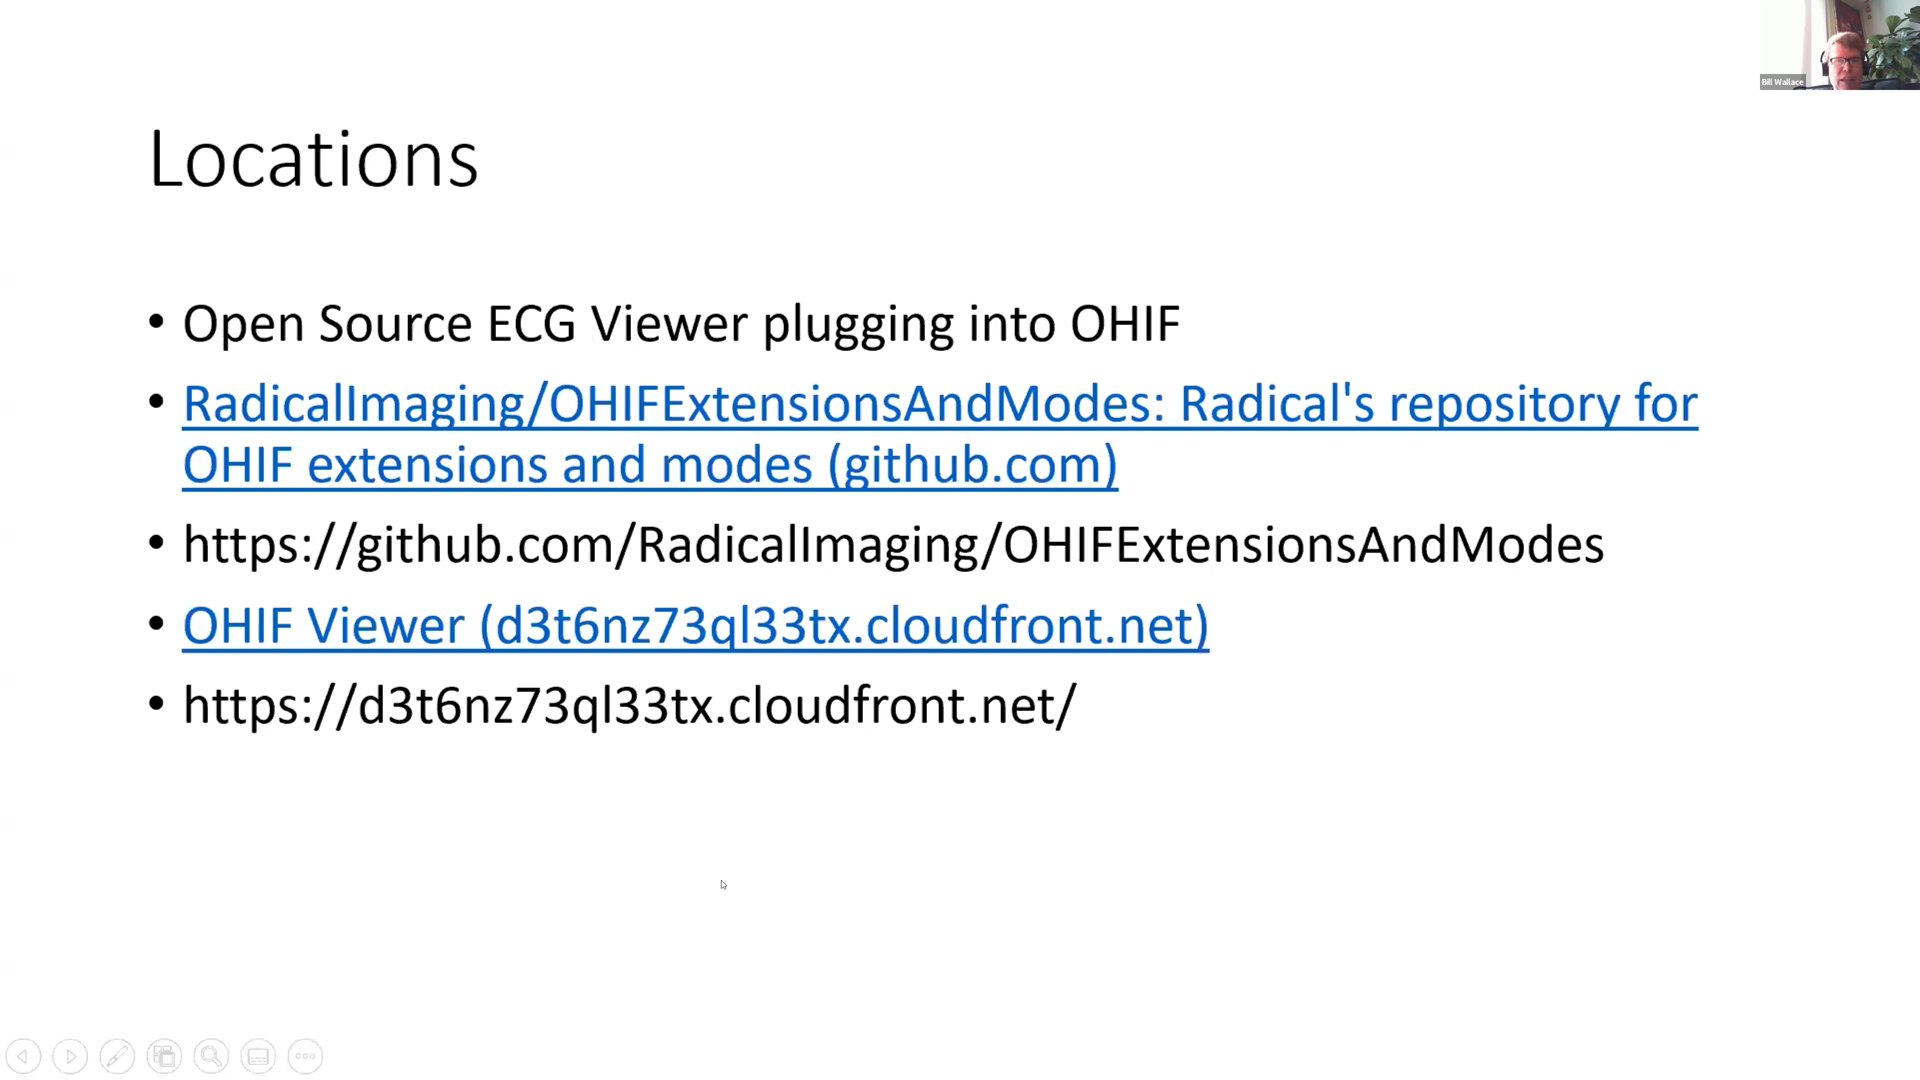 Bill Wallace
Locations
• Open Source ECG Viewer plugging into OHIF
• RadicalImaging/OHIFExtensionsAndModes: Radical's repository for
OHIF extensions and modes (github.com)
• https://github.com/RadicalImaging/OHIFExtensionsAndModes
• OHIF Viewer (d3t6nz73ql33tx.cloudfront.net)
• https://d3t6nz73ql33tx.cloudfront.net/